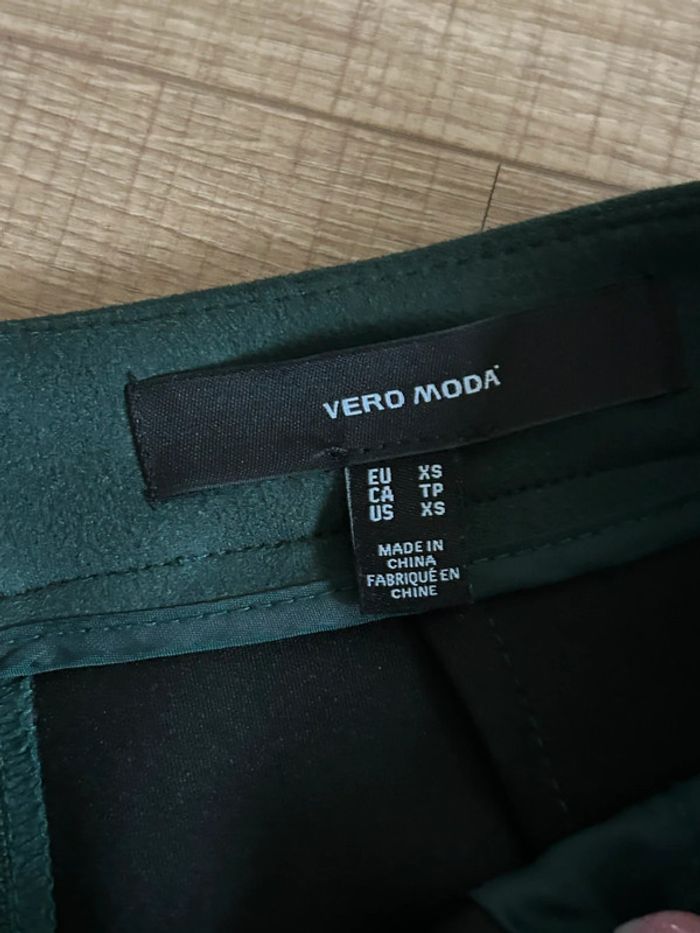 VERO MODA
EU XS
CA TP
US XS
MADE IN
CHINA
FABRIQUÉ EN
CHINE